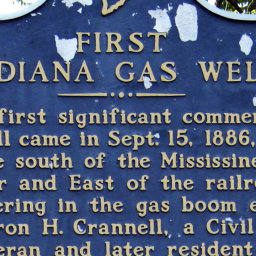 FIRST
DIANA GAS WEL
first significant commer
ll came in Sept. 15, 1886,
e south of the Mississine
r and East of the railro
ering in the gas boom e
ron H. Crannell, a Civil
eran and later resident